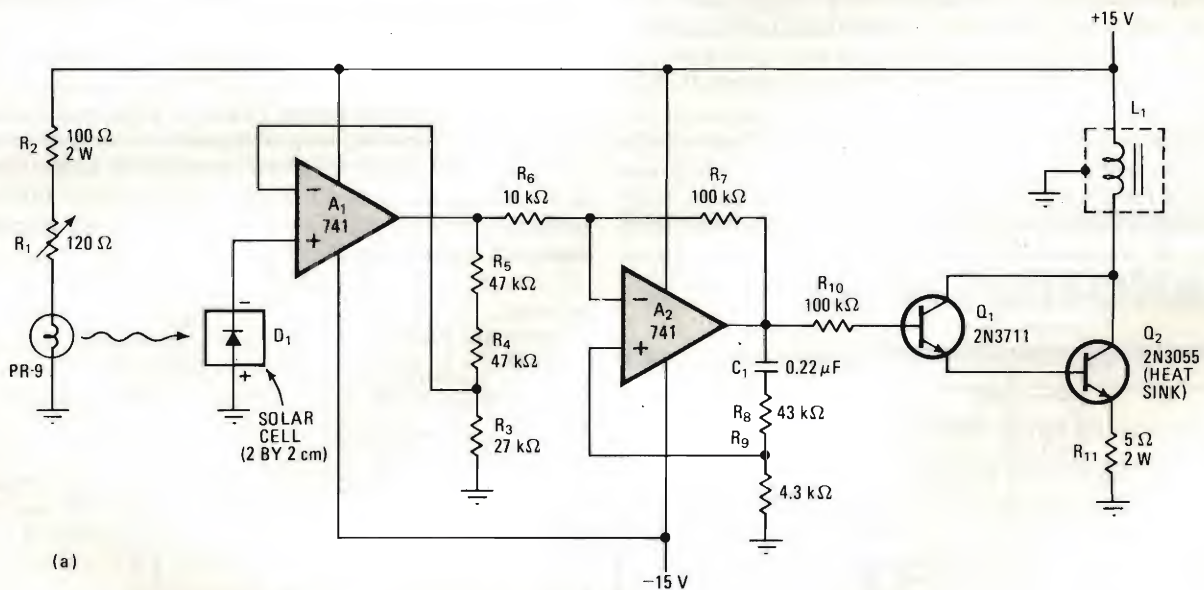 +15 V
L₁
R₂
100 Ω
2 W
R₁
120 Ω
PR-9
−
D₁
+
SOLAR
CELL
(2 BY 2 cm)
−
A₁
741
+
R₅
47 kΩ
R₄
47 kΩ
R₃
27 kΩ
R₆
10 kΩ
R₇
100 kΩ
−
A₂
741
+
R₁₀
100 kΩ
C₁
0.22 μF
R₈
43 kΩ
R₉
4.3 kΩ
Q₁
2N3711
Q₂
2N3055
(HEAT
SINK)
R₁₁
5 Ω
2 W
(a)
−15 V